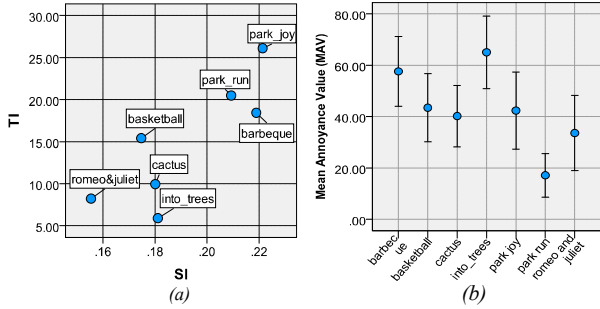 30.00
25.00
20.00
15.00
10.00
5.00
TI
park_joy
park_run
barbeque
basketball
cactus
romeo&juliet
into_trees
.16 .18 .20 .22
SI
(a)
80.00
60.00
40.00
20.00
.00
Mean Annoyance Value (MAV)
barbec
ue
basketball
cactus
into_trees
park joy
park run
romeo and
juliet
(b)